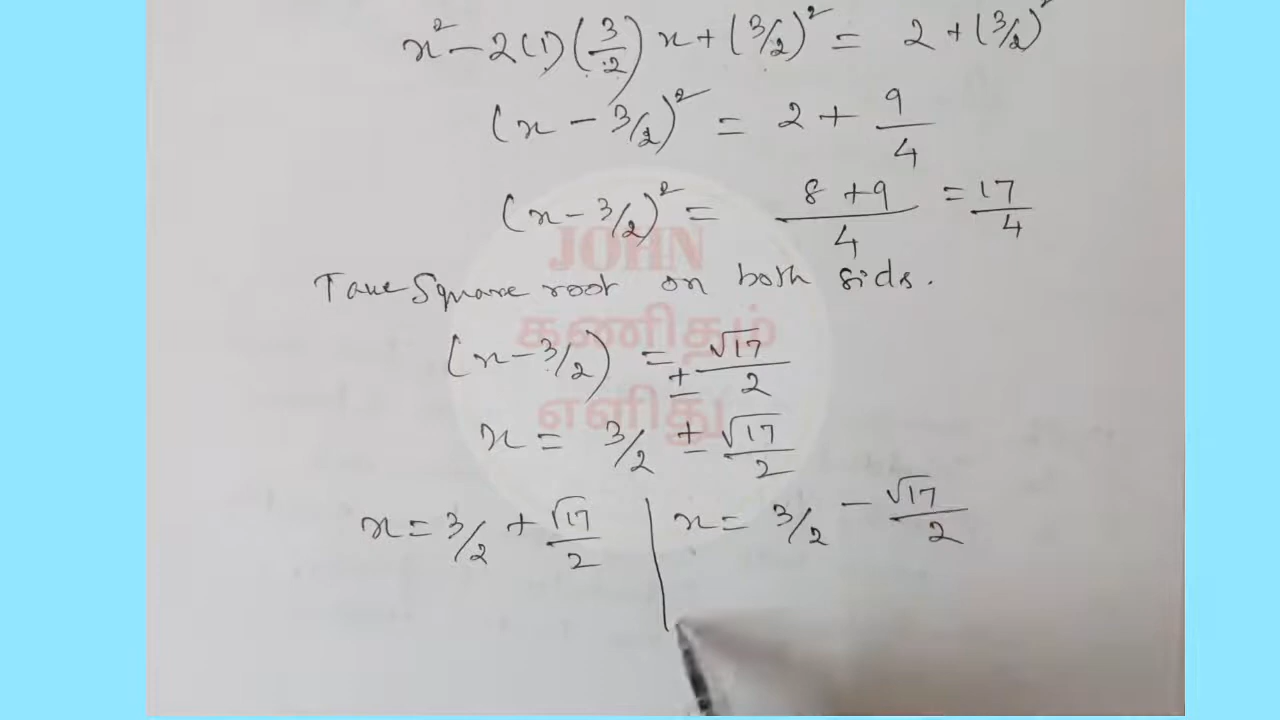 x² - 2(1)(3/2)x + (3/2)² = 2 + (3/2)²
(x - 3/2)² = 2 + 9/4
(x - 3/2)² = 8+9/4 = 17/4
JOHN
Take Square root on both sids.
கணிதம்
(x - 3/2) = ± √17/2
எளிது
x = 3/2 ± √17/2
x = 3/2 + √17/2 | x = 3/2 - √17/2